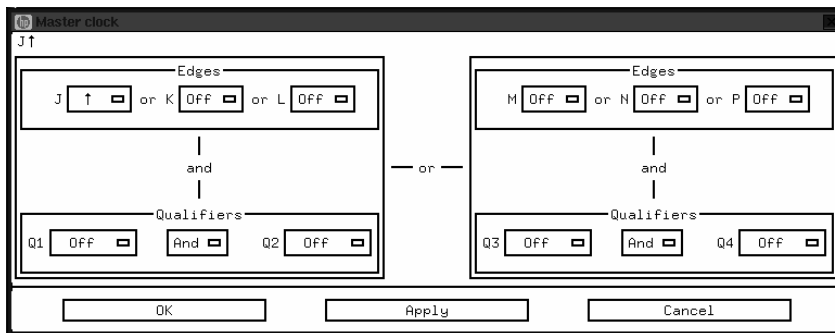 hp Master clock
J↑
Edges Edges
J ↑ or K Off or L Off M Off or N Off or P Off
and or and
Qualifiers Qualifiers
Q1 Off And Q2 Off Q3 Off And Q4 Off
OK Apply Cancel